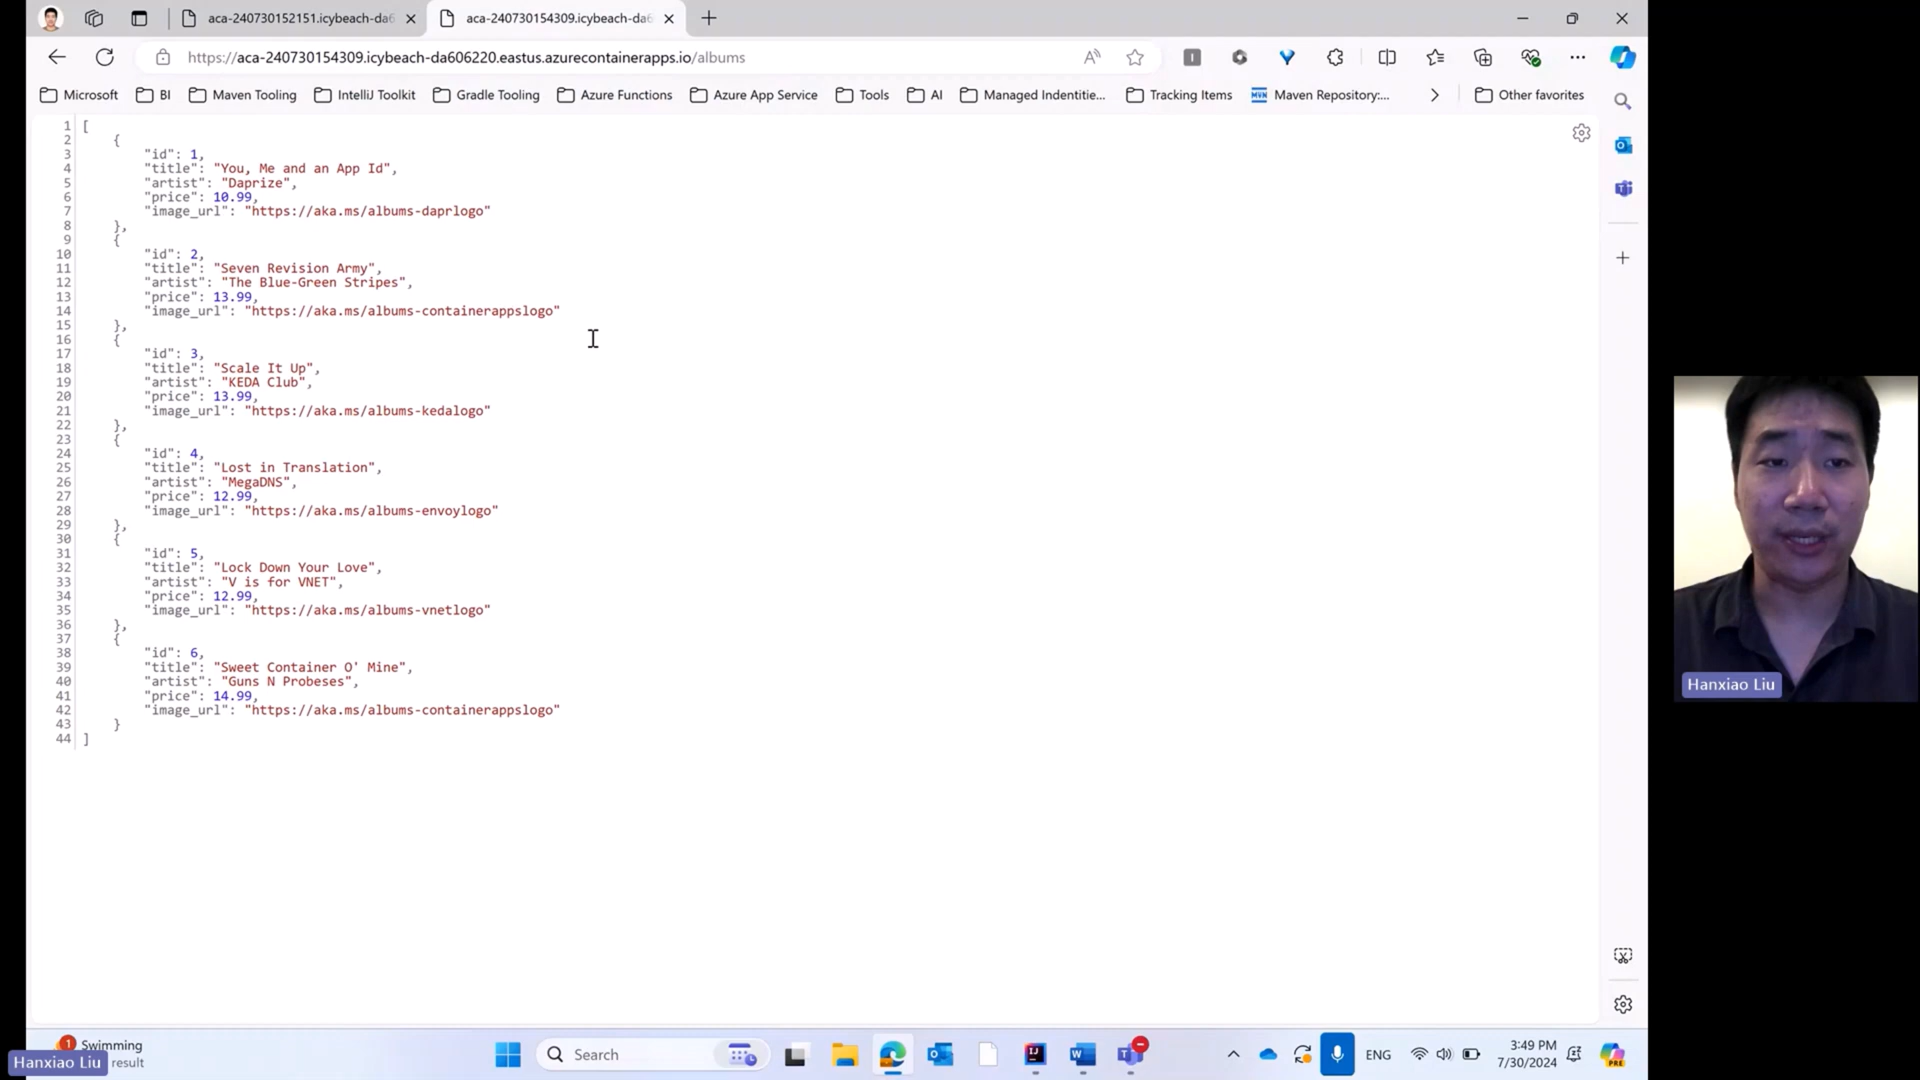 aca-240730152151.icybeach-da6
aca-240730154309.icybeach-da6
https://aca-240730154309.icybeach-da606220.eastus.azurecontainerapps.io/albums
Microsoft
BI
Maven Tooling
IntelliJ Toolkit
Gradle Tooling
Azure Functions
Azure App Service
Tools
AI
Managed Indentitie...
Tracking Items
MVN
Maven Repository:...
Other favorites
1 [
2 {
3 "id": 1,
4 "title": "You, Me and an App Id",
5 "artist": "Daprize",
6 "price": 10.99,
7 "image_url": "https://aka.ms/albums-daprlogo"
8 },
9 {
10 "id": 2,
11 "title": "Seven Revision Army",
12 "artist": "The Blue-Green Stripes",
13 "price": 13.99,
14 "image_url": "https://aka.ms/albums-containerappslogo"
15 },
16 {
17 "id": 3,
18 "title": "Scale It Up",
19 "artist": "KEDA Club",
20 "price": 13.99,
21 "image_url": "https://aka.ms/albums-kedalogo"
22 },
23 {
24 "id": 4,
25 "title": "Lost in Translation",
26 "artist": "MegaDNS",
27 "price": 12.99,
28 "image_url": "https://aka.ms/albums-envoylogo"
29 },
30 {
31 "id": 5,
32 "title": "Lock Down Your Love",
33 "artist": "V is for VNET",
34 "price": 12.99,
35 "image_url": "https://aka.ms/albums-vnetlogo"
36 },
37 {
38 "id": 6,
39 "title": "Sweet Container O' Mine",
40 "artist": "Guns N Probeses",
41 "price": 14.99,
42 "image_url": "https://aka.ms/albums-containerappslogo"
43 }
44 ]
Hanxiao Liu
1
Swimming
result
Hanxiao Liu
Search
ENG
3:49 PM
7/30/2024
PRE